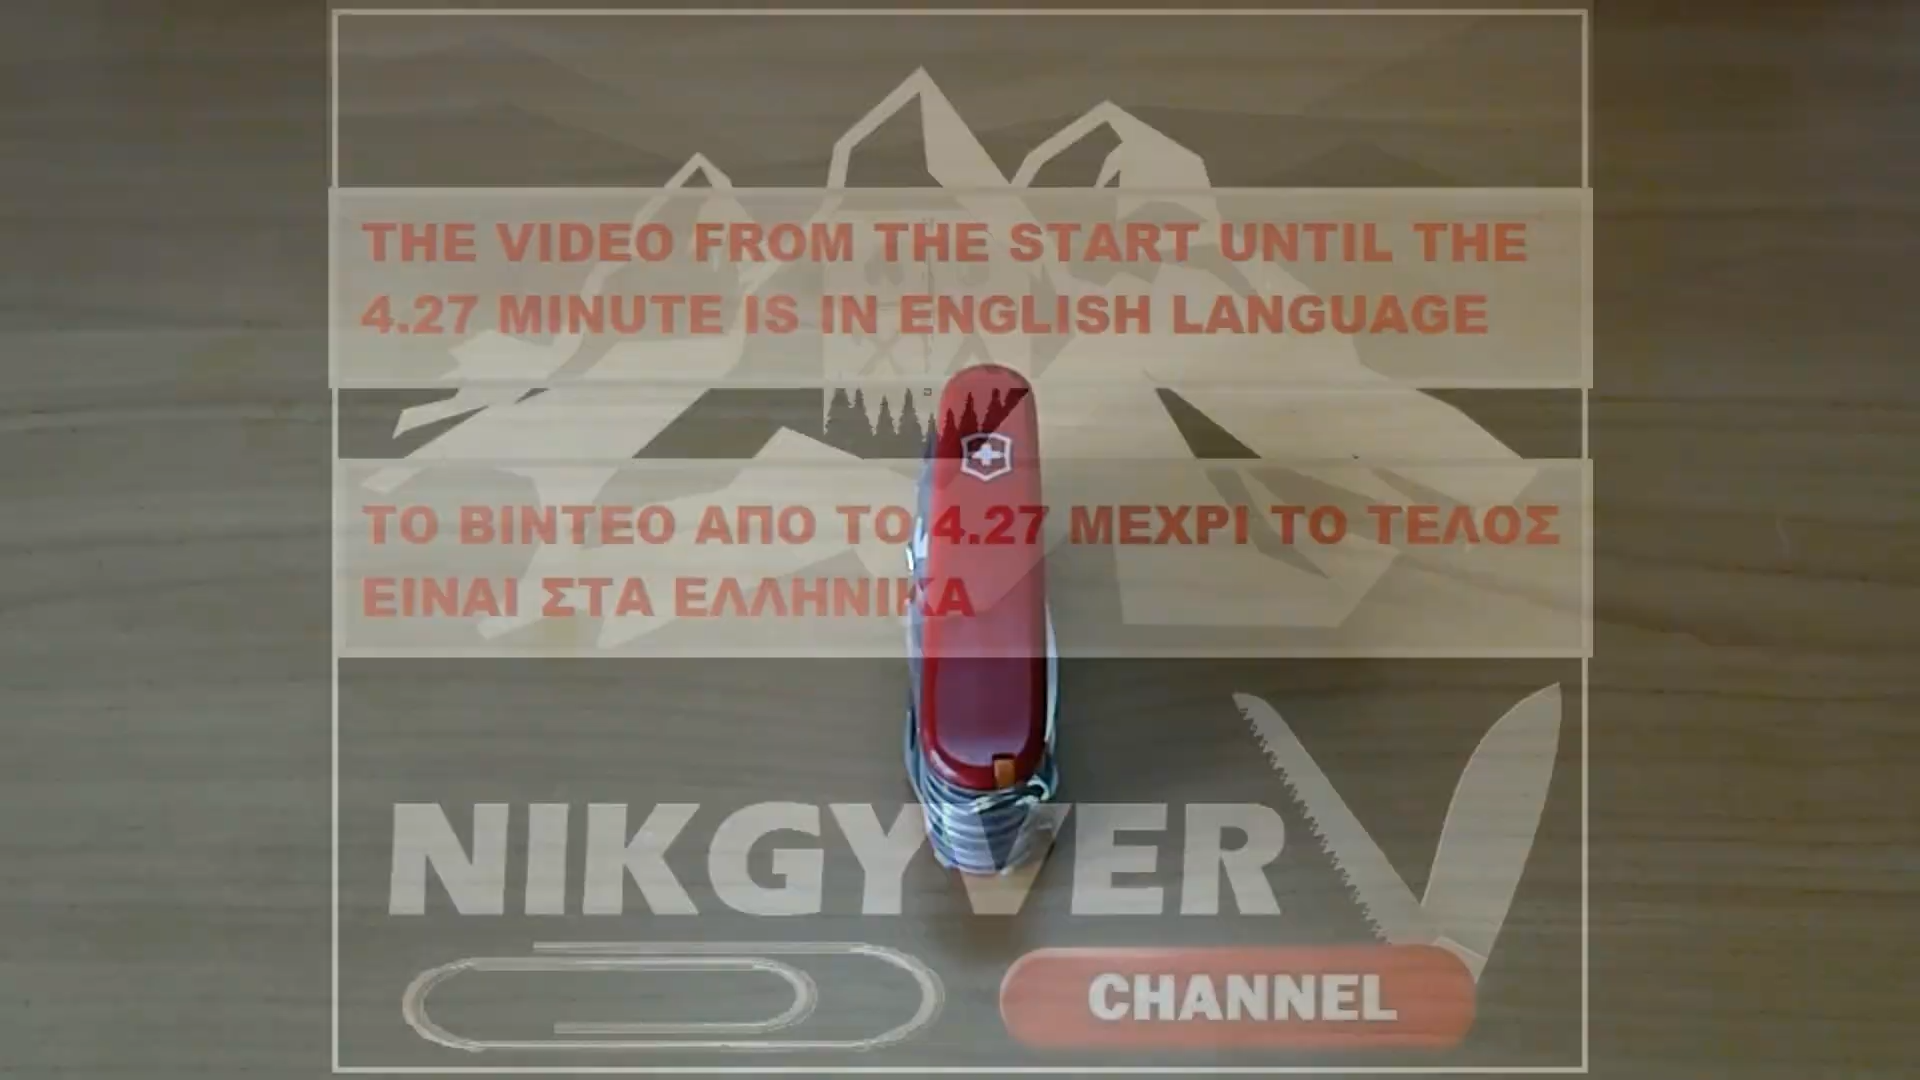 THE VIDEO FROM THE START UNTIL THE
4.27 MINUTE IS IN ENGLISH LANGUAGE
ΤΟ ΒΙΝΤΕΟ ΑΠΟ ΤΟ 4.27 ΜΕΧΡΙ ΤΟ ΤΕΛΟΣ
ΕΙΝΑΙ ΣΤΑ ΕΛΛΗΝΙΚΑ
NIKGYVER
CHANNEL